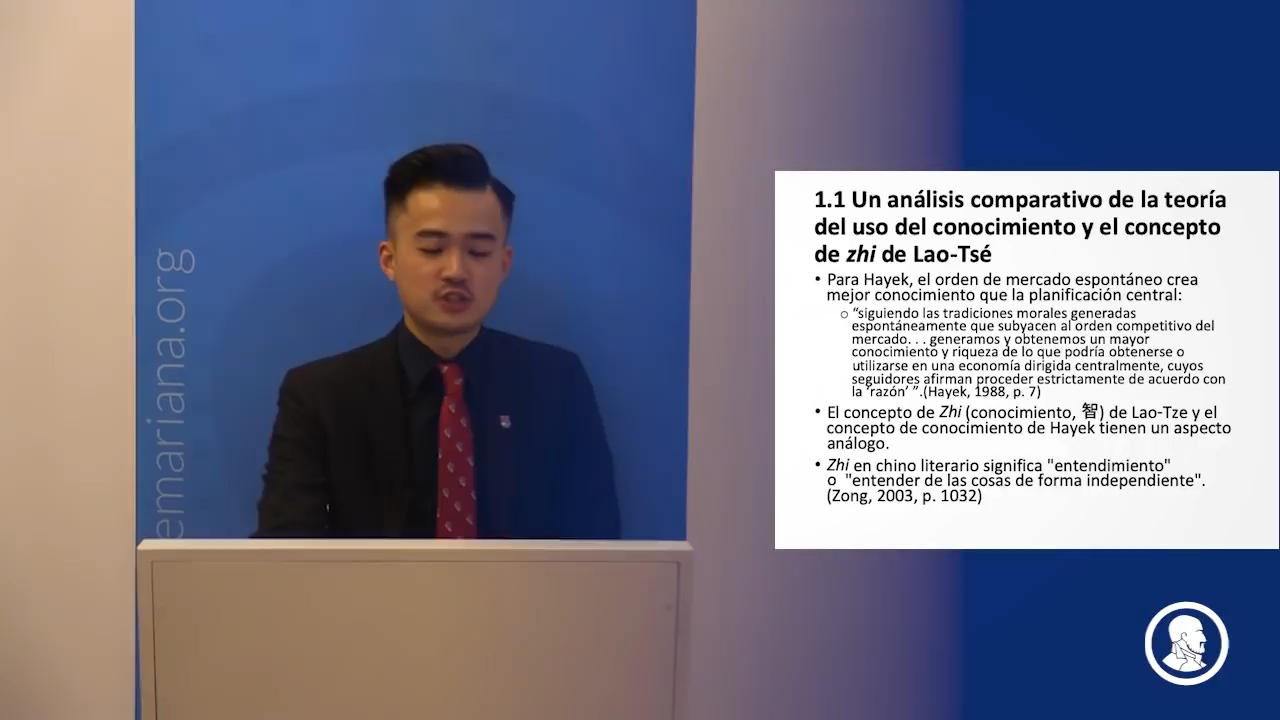 emariana.org
1.1 Un análisis comparativo de la teoría
del uso del conocimiento y el concepto
de zhi de Lao-Tsé
• Para Hayek, el orden de mercado espontáneo crea
mejor conocimiento que la planificación central:
o “siguiendo las tradiciones morales generadas
espontáneamente que subyacen al orden competitivo del
mercado. . . generamos y obtenemos un mayor
conocimiento y riqueza de lo que podría obtenerse o
utilizarse en una economía dirigida centralmente, cuyos
seguidores afirman proceder estrictamente de acuerdo con
la ‘razón’ ”.(Hayek, 1988, p. 7)
• El concepto de Zhi (conocimiento, 智) de Lao-Tze y el
concepto de conocimiento de Hayek tienen un aspecto
análogo.
• Zhi en chino literario significa "entendimiento"
o "entender de las cosas de forma independiente".
(Zong, 2003, p. 1032)